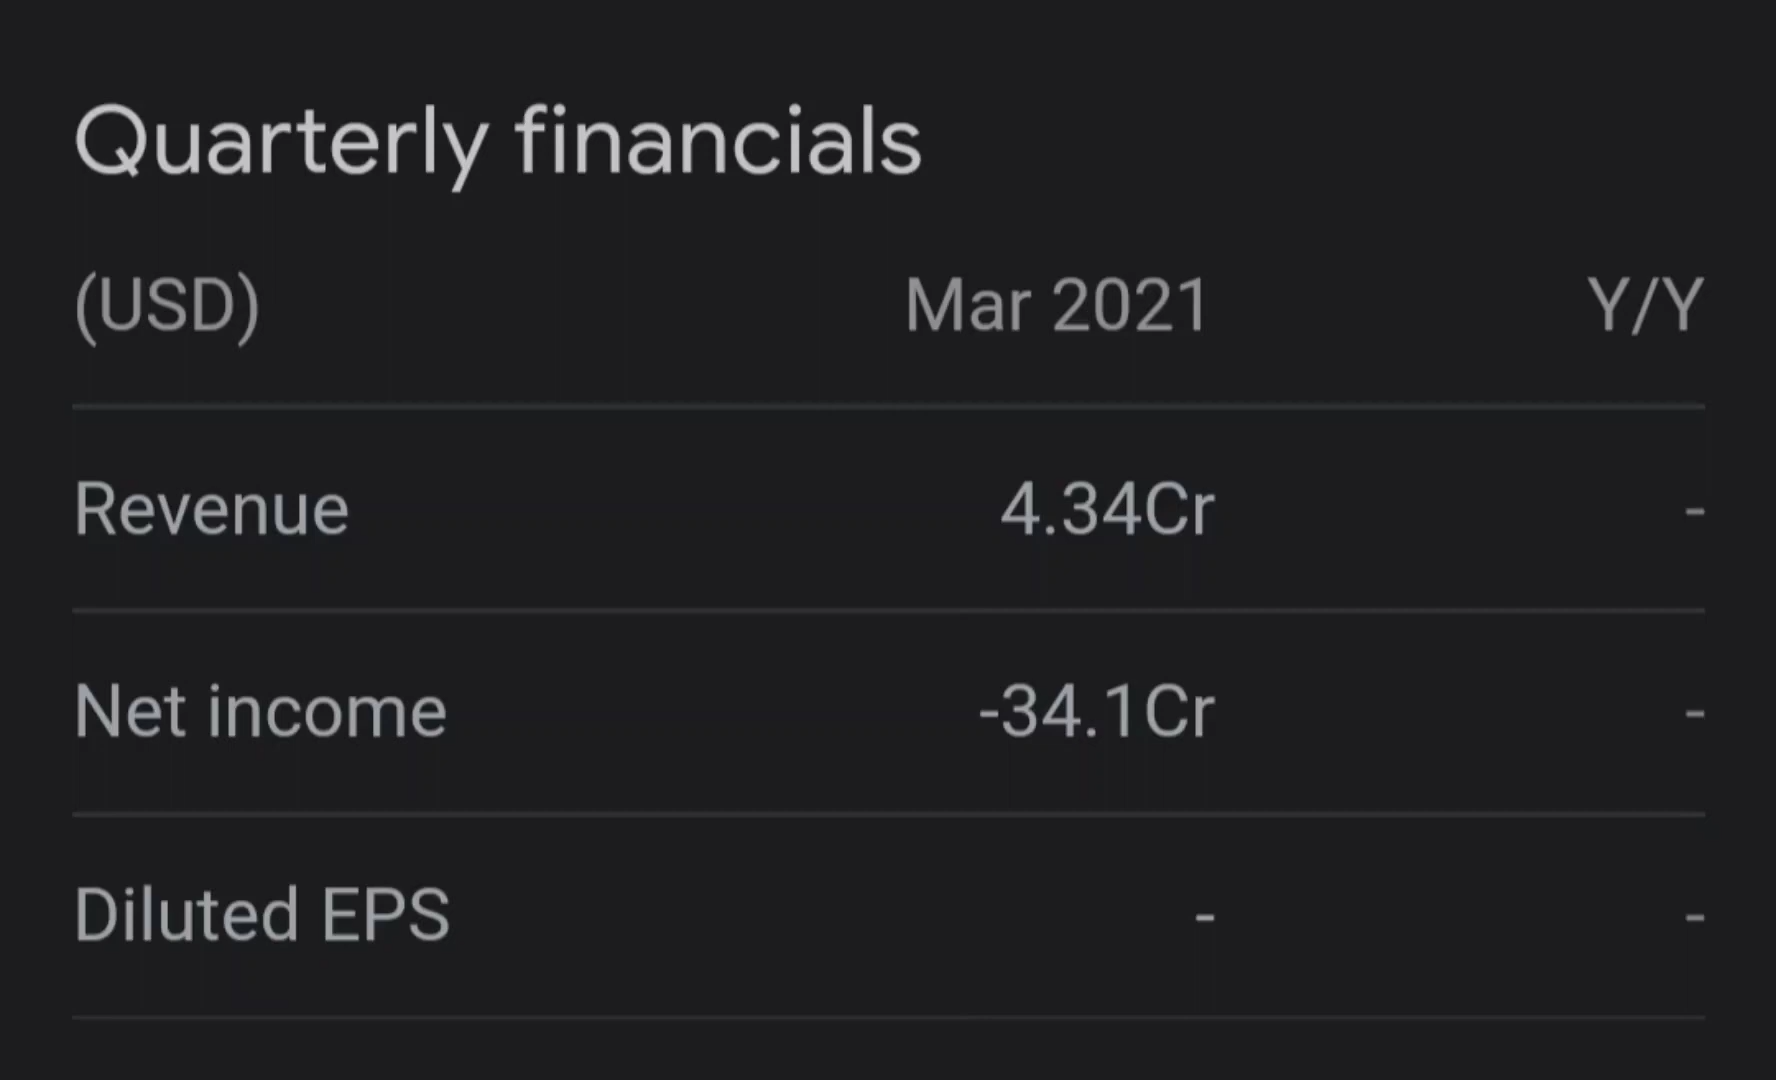 Quarterly financials
(USD) Mar 2021 Y/Y
Revenue 4.34Cr -
Net income -34.1Cr -
Diluted EPS - -